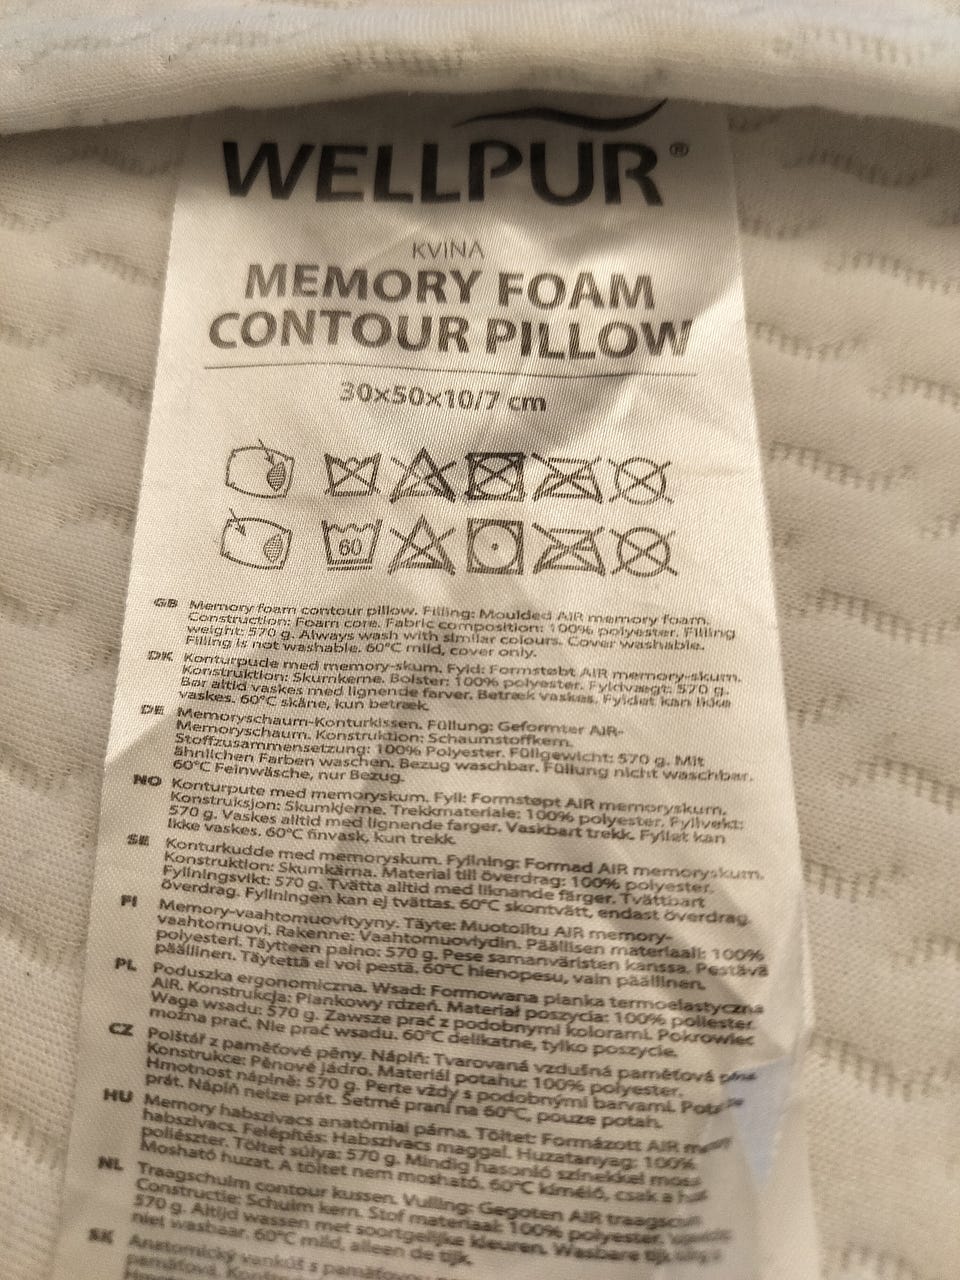 WELLPUR®
KVINA
MEMORY FOAM
CONTOUR PILLOW
30x50x10/7 cm
60
GB Memory foam contour pillow. Filling: Moulded AIR memory foam.
Construction: Foam core. Fabric composition: 100% polyester. Filling
weight: 570 g. Always wash with similar colours. Cover washable.
Filling is not washable. 60°C mild, cover only.
DK Konturpude med memory-skum. Fyld: Formstøbt AIR memory-skum.
Konstruktion: Skumkerne. Bolster: 100% polyester. Fyldvægt: 570 g.
Bør altid vaskes med lignende farver. Betræk vaskes. Fyldet kan ikke
vaskes. 60°C skåne, kun betræk.
DE Memoryschaum-Konturkissen. Füllung: Geformter AIR-
Memoryschaum. Konstruktion: Schaumstoffkern.
Stoffzusammensetzung: 100% Polyester. Füllgewicht: 570 g. Mit
ähnlichen Farben waschen. Bezug waschbar. Füllung nicht waschbar.
60°C Feinwäsche, nur Bezug.
NO Konturpute med memoryskum. Fyll: Formstøpt AIR memoryskum.
Konstruksjon: Skumkjerne. Trekkmateriale: 100% polyester. Fyllvekt:
570 g. Vaskes alltid med lignende farger. Vaskbart trekk. Fyllet kan
ikke vaskes. 60°C finvask, kun trekk.
SE Konturkudde med memoryskum. Fyllning: Formad AIR memoryskum.
Konstruktion: Skumkärna. Material till överdrag: 100% polyester.
Fyllningsvikt: 570 g. Tvätta alltid med liknande färger. Tvättbart
överdrag. Fyllningen kan ej tvättas. 60°C skontvätt, endast överdrag.
FI Memory-vaahtomuovityyny. Täyte: Muotoiltu AIR memory-
vaahtomuovi. Rakenne: Vaahtomuoviydin. Päällisen materiaali: 100%
polyesteri. Täytteen paino: 570 g. Pese samanväristen kanssa. Pestävä
päällinen. Täytettä ei voi pestä. 60°C hienopesu, vain päällinen.
PL Poduszka ergonomiczna. Wsad: Formowana pianka termoelastyczna
AIR. Konstrukcja: Piankowy rdzeń. Materiał poszycia: 100% poliester.
Waga wsadu: 570 g. Zawsze prać z podobnymi kolorami. Pokrowiec
można prać. Nie prać wsadu. 60°C delikatne, tylko poszycie.
CZ Polštář z paměťové pěny. Náplň: Tvarovaná vzdušná paměťová pěna
Konstrukce: Pěnové jádro. Materiál potahu: 100% polyester.
Hmotnost náplně: 570 g. Perte vždy s podobnými barvami. Potah
prát. Náplň nelze prát. Šetrné praní na 60°C, pouze potah.
HU Memory habszivacs anatómiai párna. Töltet: Formázott AIR
habszivacs. Felépítés: Habszivacs maggal. Huzatanyag: 100%
poliészter. Töltet súlya: 570 g. Mindig hasonló színekkel
Mosható huzat. A töltet nem mosható. 60°C kímélő, csak a
NL Traagschuim contour kussen. Vulling: Gegoten AIR
Constructie: Schuim kern. Stof materiaal: 100% polyester.
570 g. Altijd wassen met soortgelijke kleuren. Wasbare tijk
niet wasbaar. 60°C mild, alleen de tijk.
SK Anatomický vankúš s pamäťovou
pamäťová.